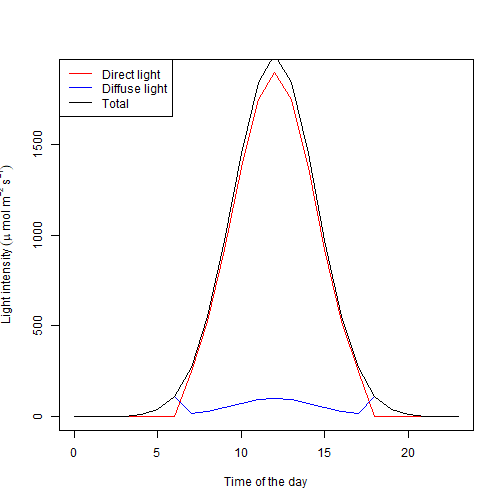 Direct light
Diffuse light
Total
Light intensity (μ mol m⁻² s⁻¹)
1500
1000
500
0
0 5 10 15 20
Time of the day